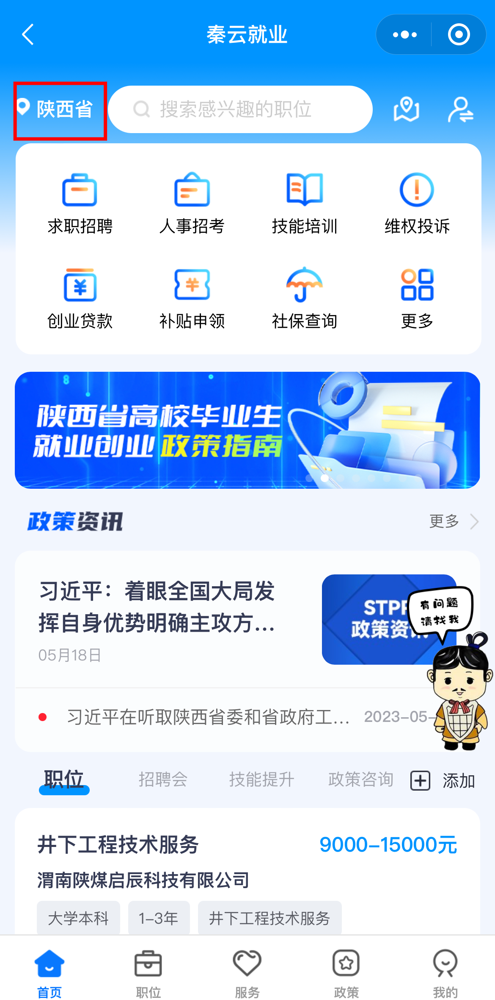 秦云就业
陕西省
搜索感兴趣的职位
求职招聘
人事招考
技能培训
维权投诉
创业贷款
补贴申领
社保查询
更多
陕西省高校毕业生
就业创业政策指南
政策资讯
更多
习近平：着眼全国大局发
挥自身优势明确主攻方...
05月18日
政策资讯
有问题
请找我
习近平在听取陕西省委和省政府工...
2023-05-
职位
招聘会
技能提升
政策咨询
添加
井下工程技术服务
9000-15000元
渭南陕煤启辰科技有限公司
大学本科
1-3年
井下工程技术服务
首页
职位
服务
政策
我的